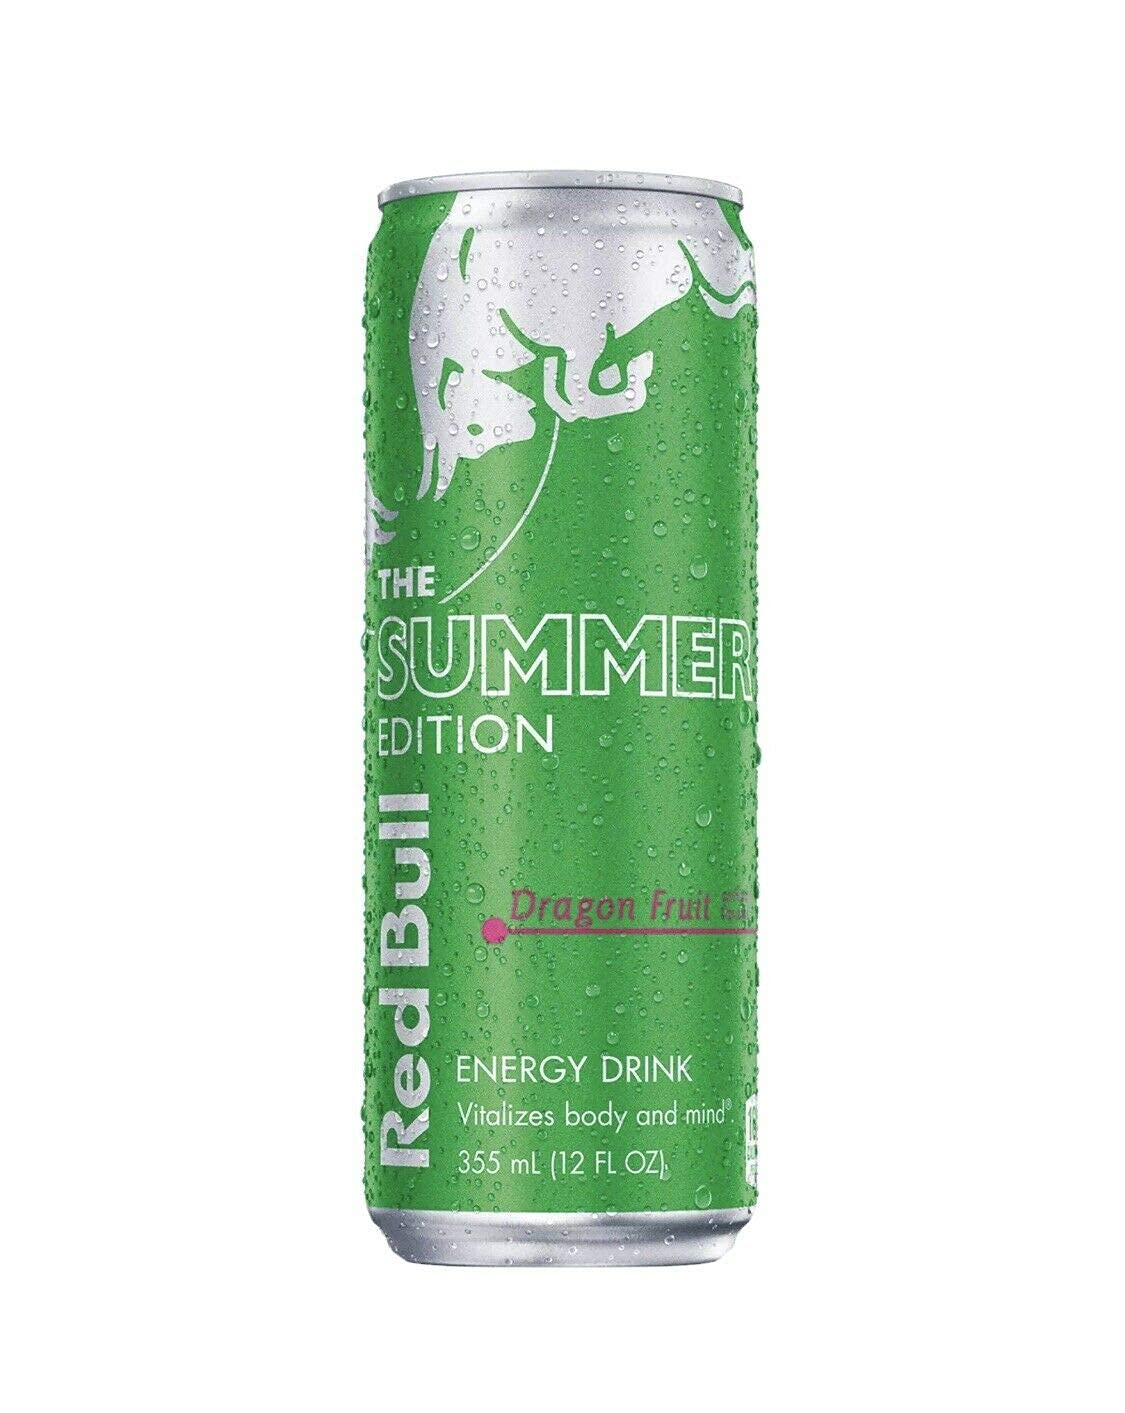 THE
SUMMER
EDITION
Red Bull
Dragon Fruit
ENERGY DRINK
Vitalizes body and mind®.
355 mL (12 FL OZ)